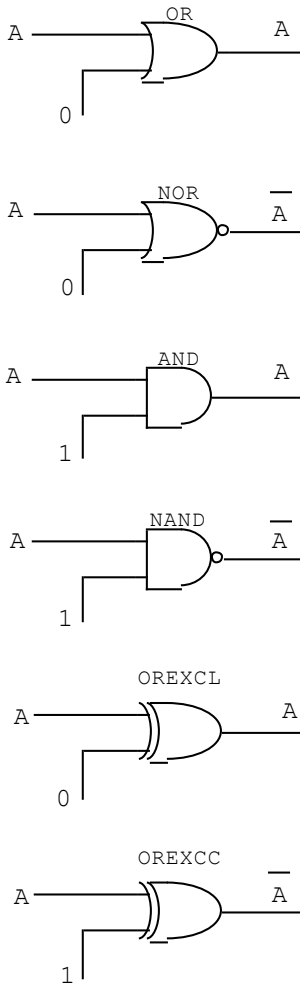 OR
A A
0
NOR
A A̅
0
AND
A A
1
NAND
A A̅
1
OREXCL
A A
0
OREXCC
A A̅
1